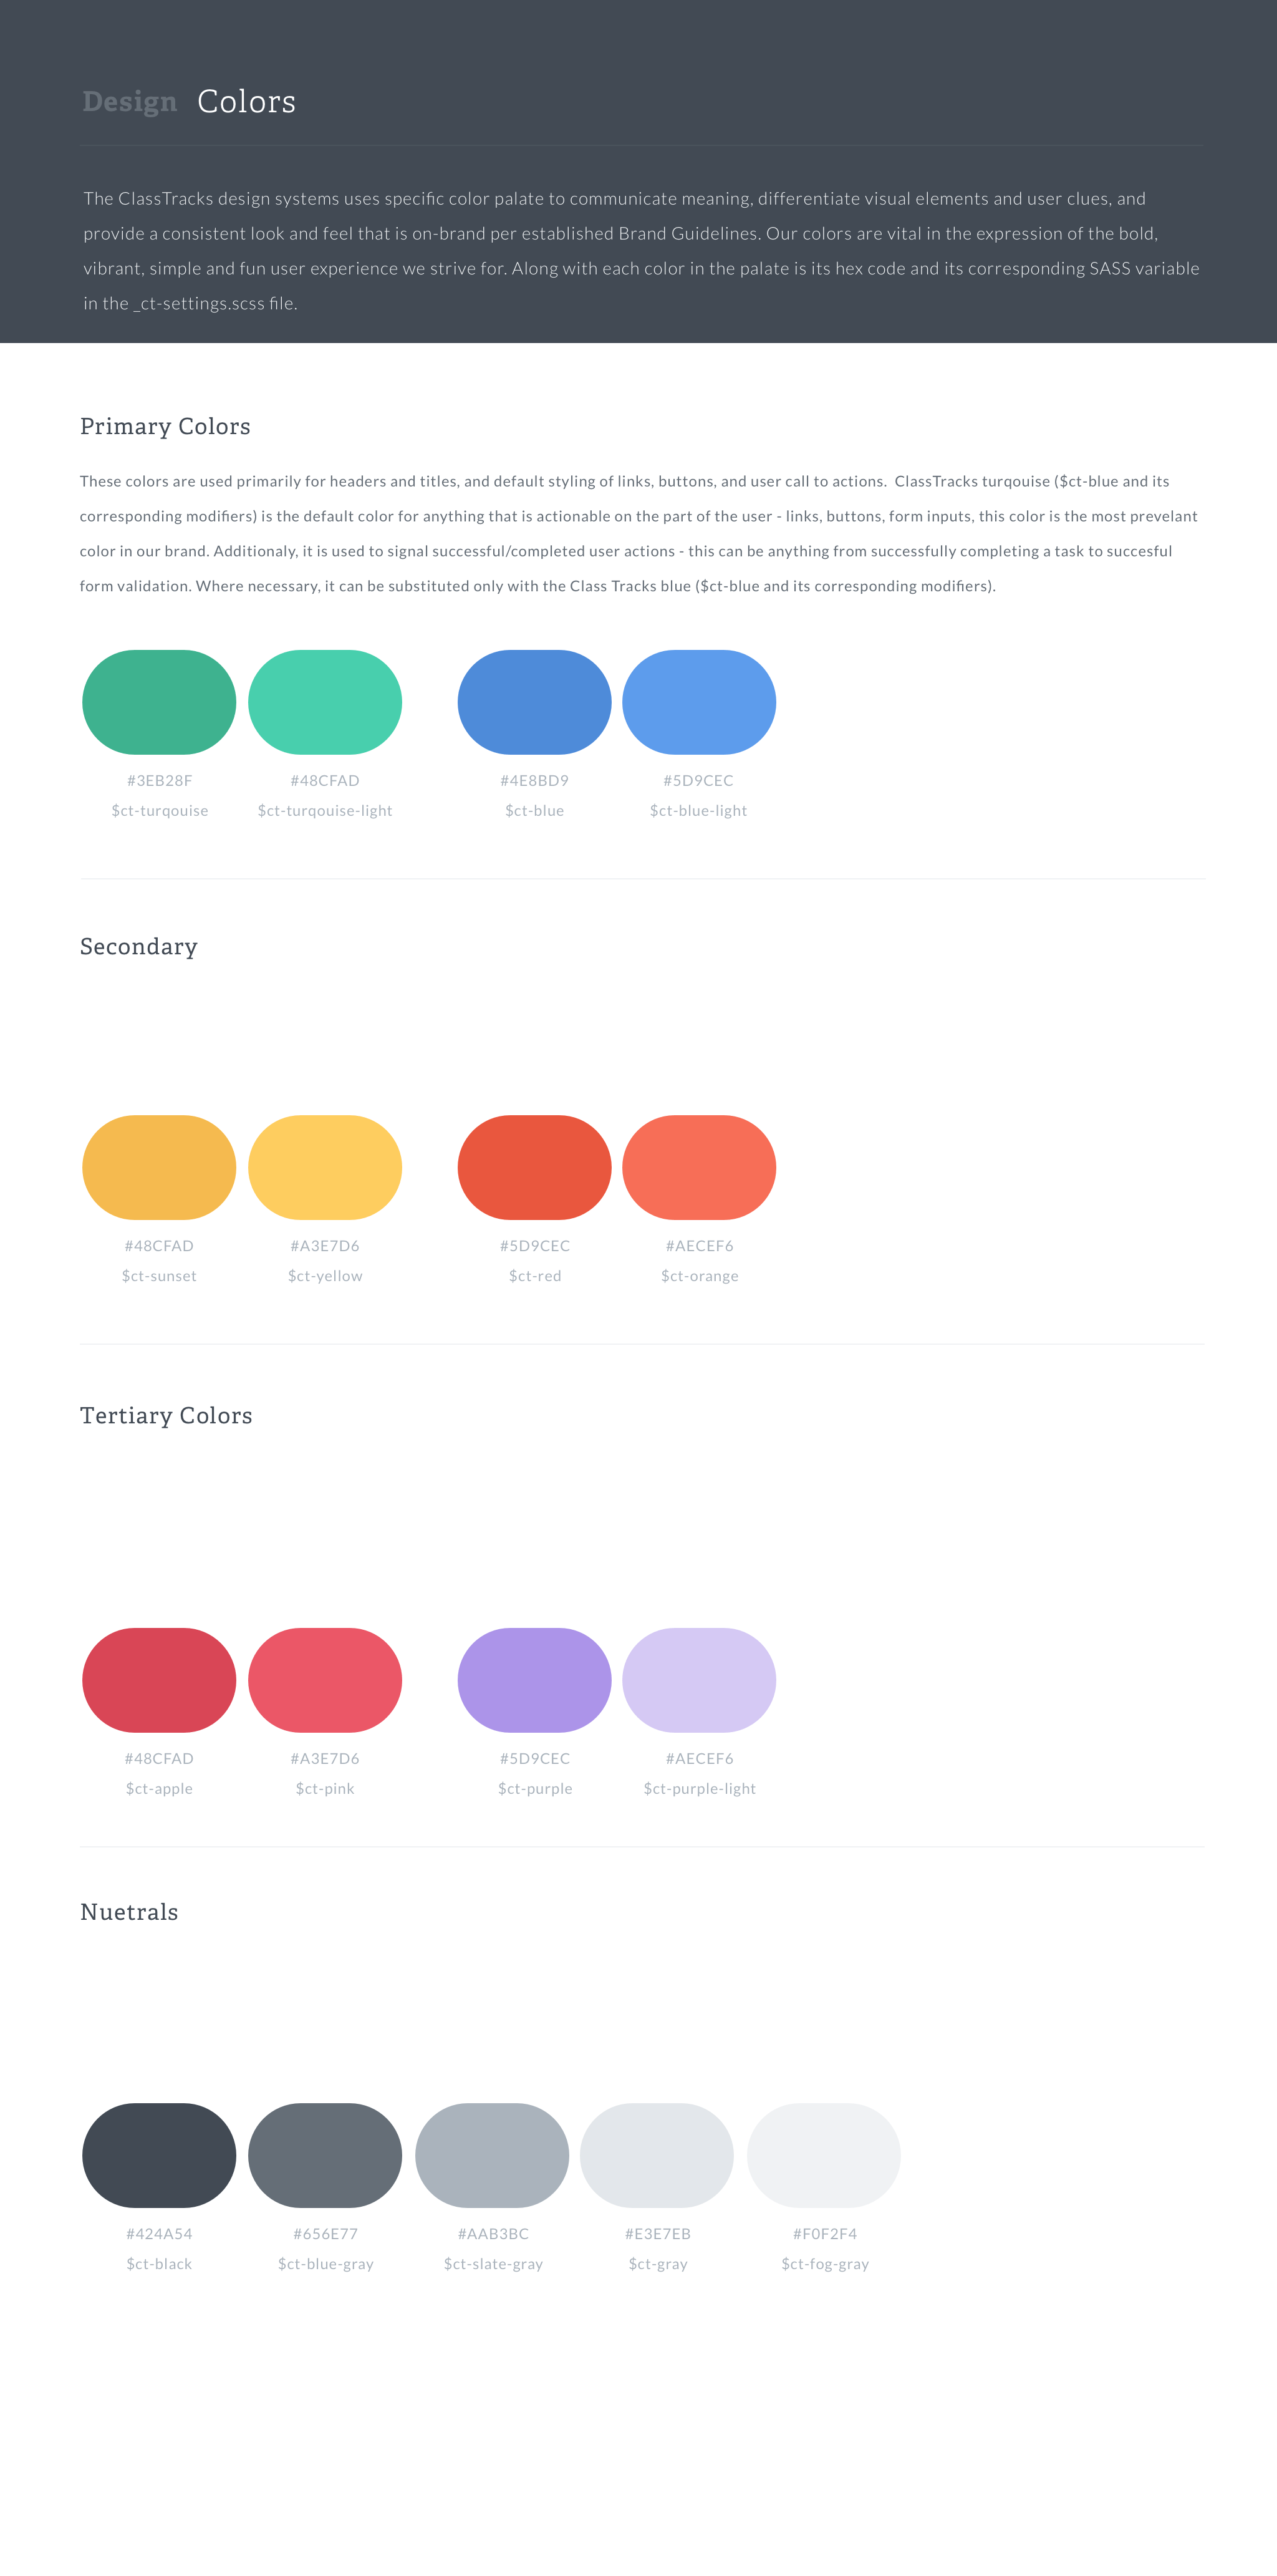 Design Colors
The ClassTracks design systems uses specific color palate to communicate meaning, differentiate visual elements and user clues, and
provide a consistent look and feel that is on-brand per established Brand Guidelines. Our colors are vital in the expression of the bold,
vibrant, simple and fun user experience we strive for. Along with each color in the palate is its hex code and its corresponding SASS variable
in the _ct-settings.scss file.
Primary Colors
These colors are used primarily for headers and titles, and default styling of links, buttons, and user call to actions. ClassTracks turqouise ($ct-blue and its
corresponding modifiers) is the default color for anything that is actionable on the part of the user - links, buttons, form inputs, this color is the most prevelant
color in our brand. Additionaly, it is used to signal successful/completed user actions - this can be anything from successfully completing a task to succesful
form validation. Where necessary, it can be substituted only with the Class Tracks blue ($ct-blue and its corresponding modifiers).
#3EB28F #48CFAD #4E8BD9 #5D9CEC
$ct-turqouise $ct-turqouise-light $ct-blue $ct-blue-light
Secondary
#48CFAD #A3E7D6 #5D9CEC #AECEF6
$ct-sunset $ct-yellow $ct-red $ct-orange
Tertiary Colors
#48CFAD #A3E7D6 #5D9CEC #AECEF6
$ct-apple $ct-pink $ct-purple $ct-purple-light
Nuetrals
#424A54 #656E77 #AAB3BC #E3E7EB #F0F2F4
$ct-black $ct-blue-gray $ct-slate-gray $ct-gray $ct-fog-gray